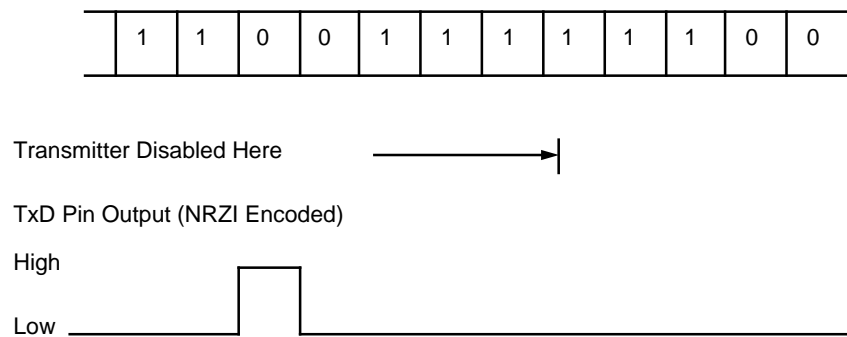 1 1 0 0 1 1 1 1 1 1 0 0
Transmitter Disabled Here
TxD Pin Output (NRZI Encoded)
High
Low